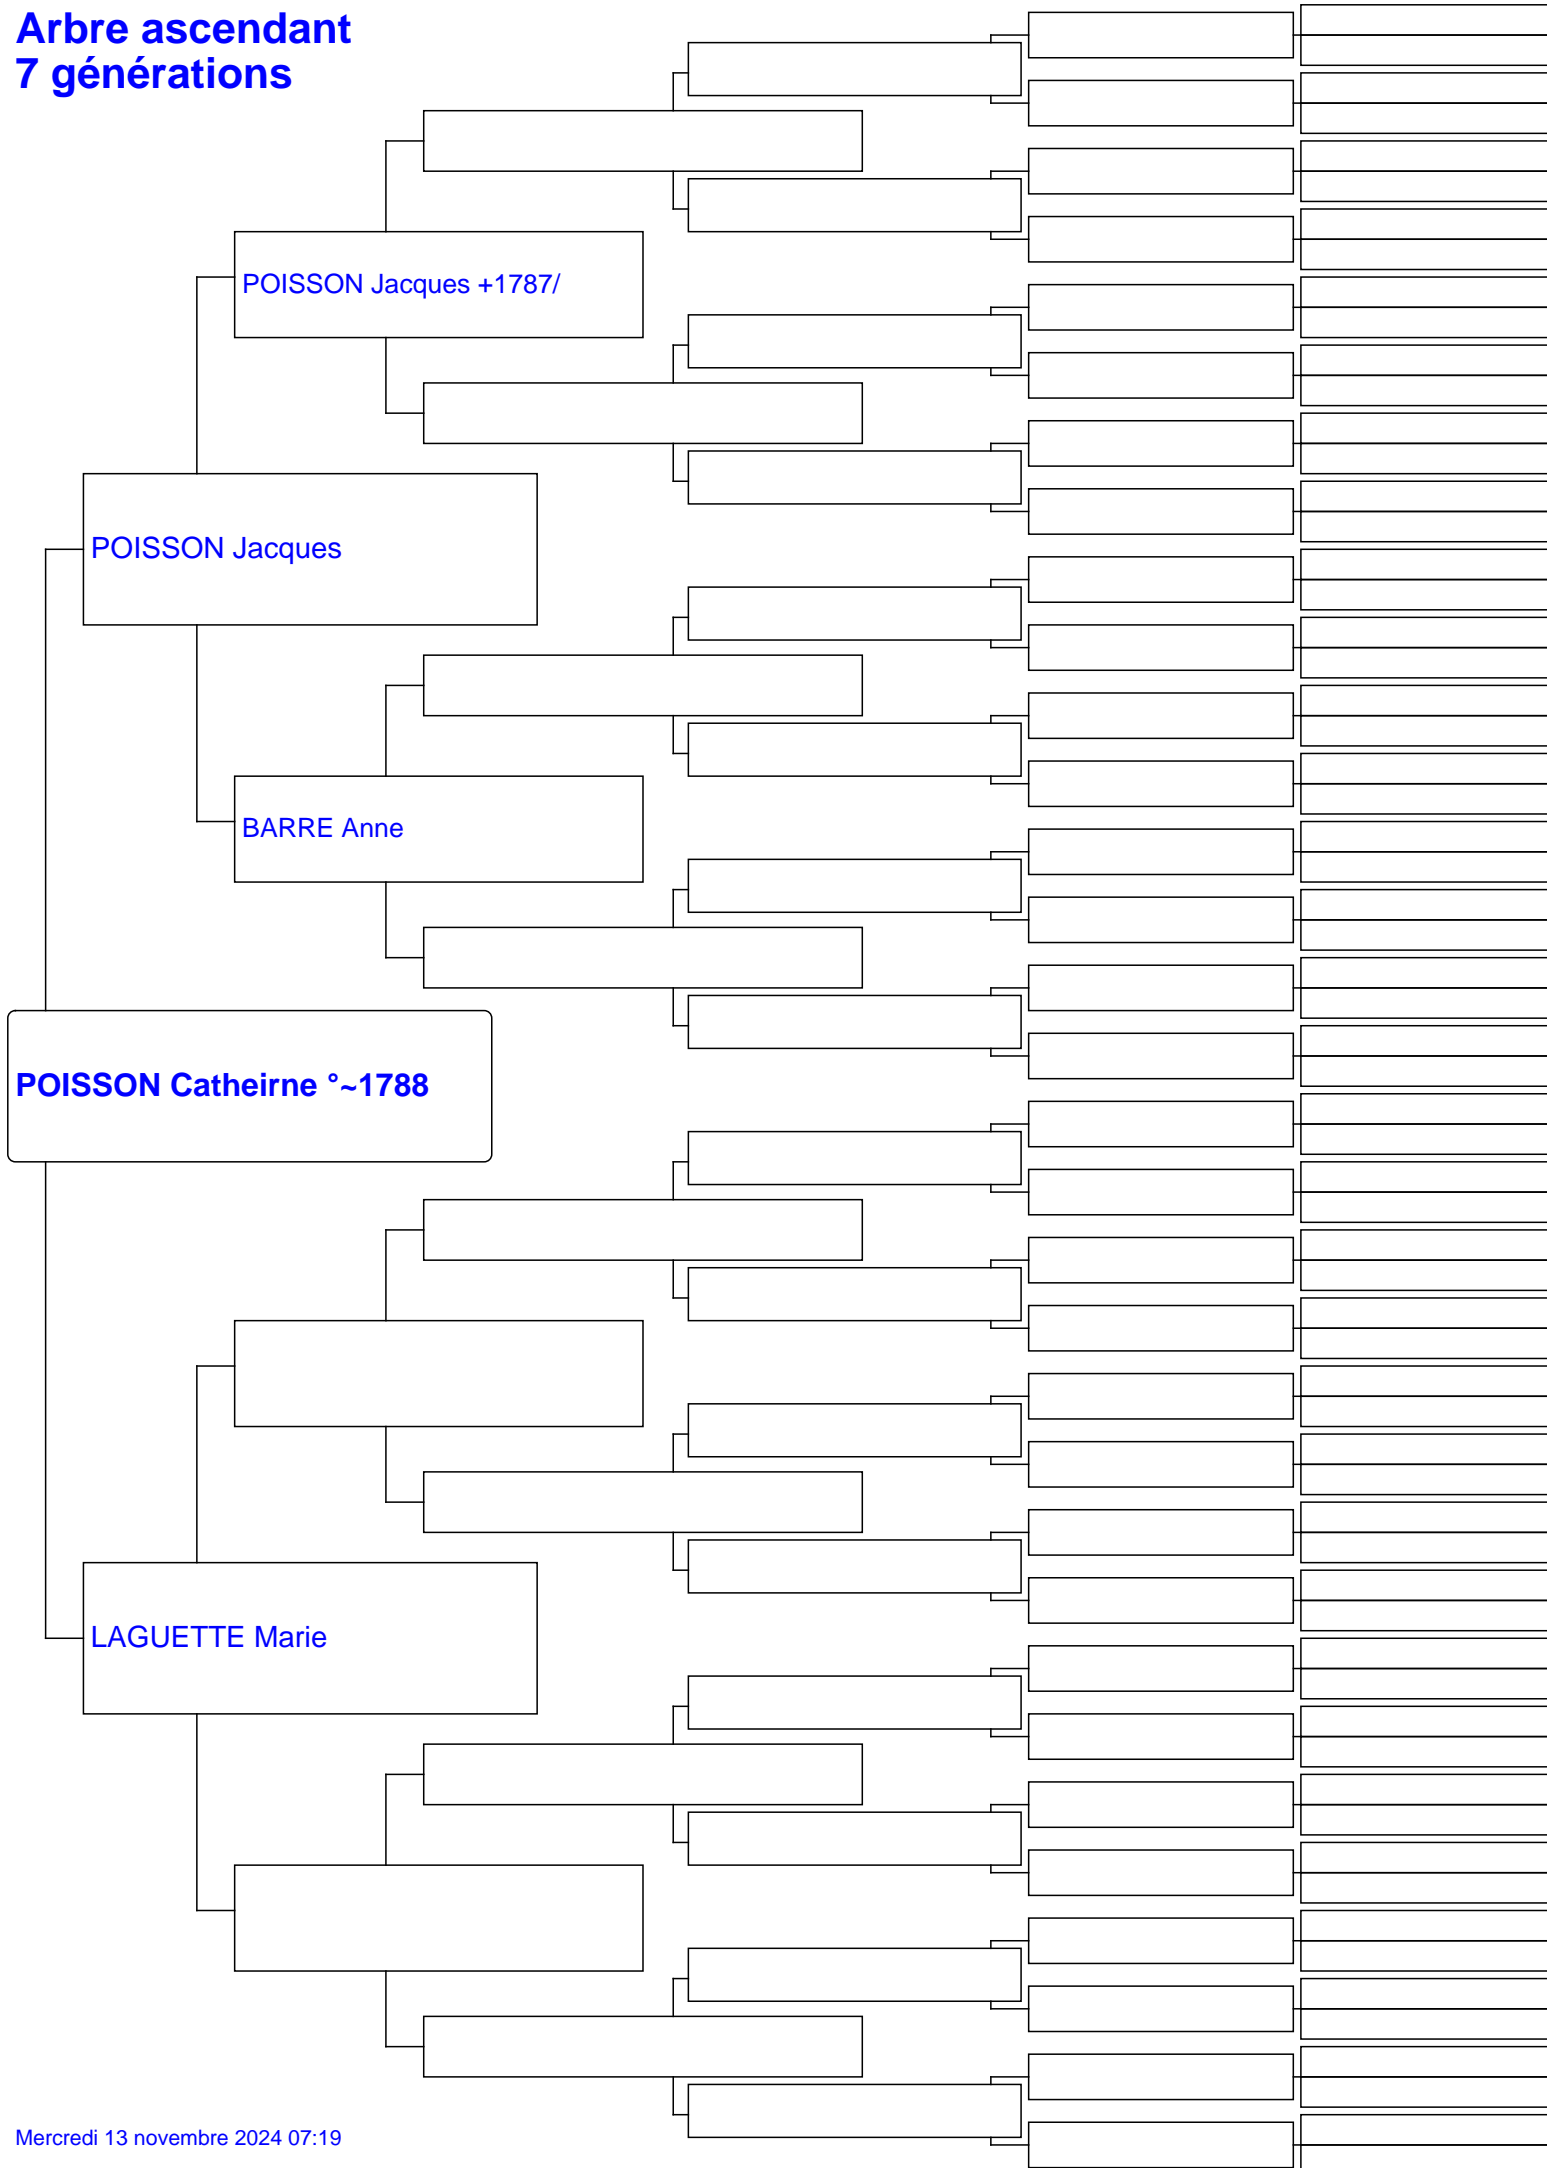 Arbre ascendant
7 générations
POISSON Jacques +1787/
POISSON Jacques
BARRE Anne
POISSON Catheirne °~1788
LAGUETTE Marie
Mercredi 13 novembre 2024 07:19